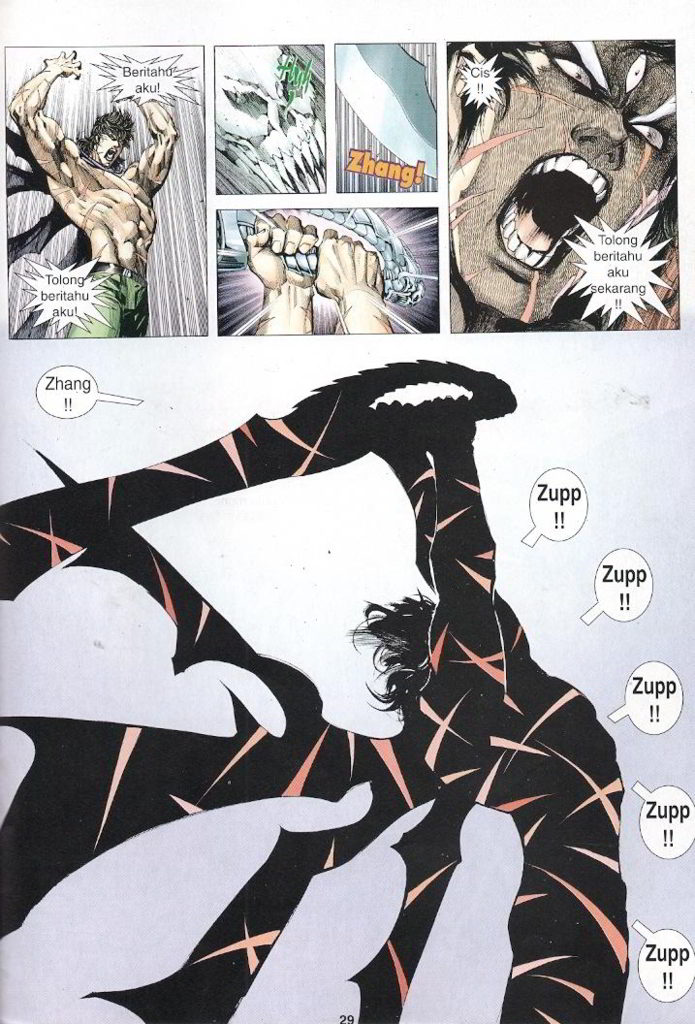 Beritahu
aku!
Tolong
beritahu
aku!
Zhang!
Cis
!!
Tolong
beritahu
aku
sekarang
!!
Zhang
!!
Zupp
!!
Zupp
!!
Zupp
!!
Zupp
!!
Zupp
!!
29